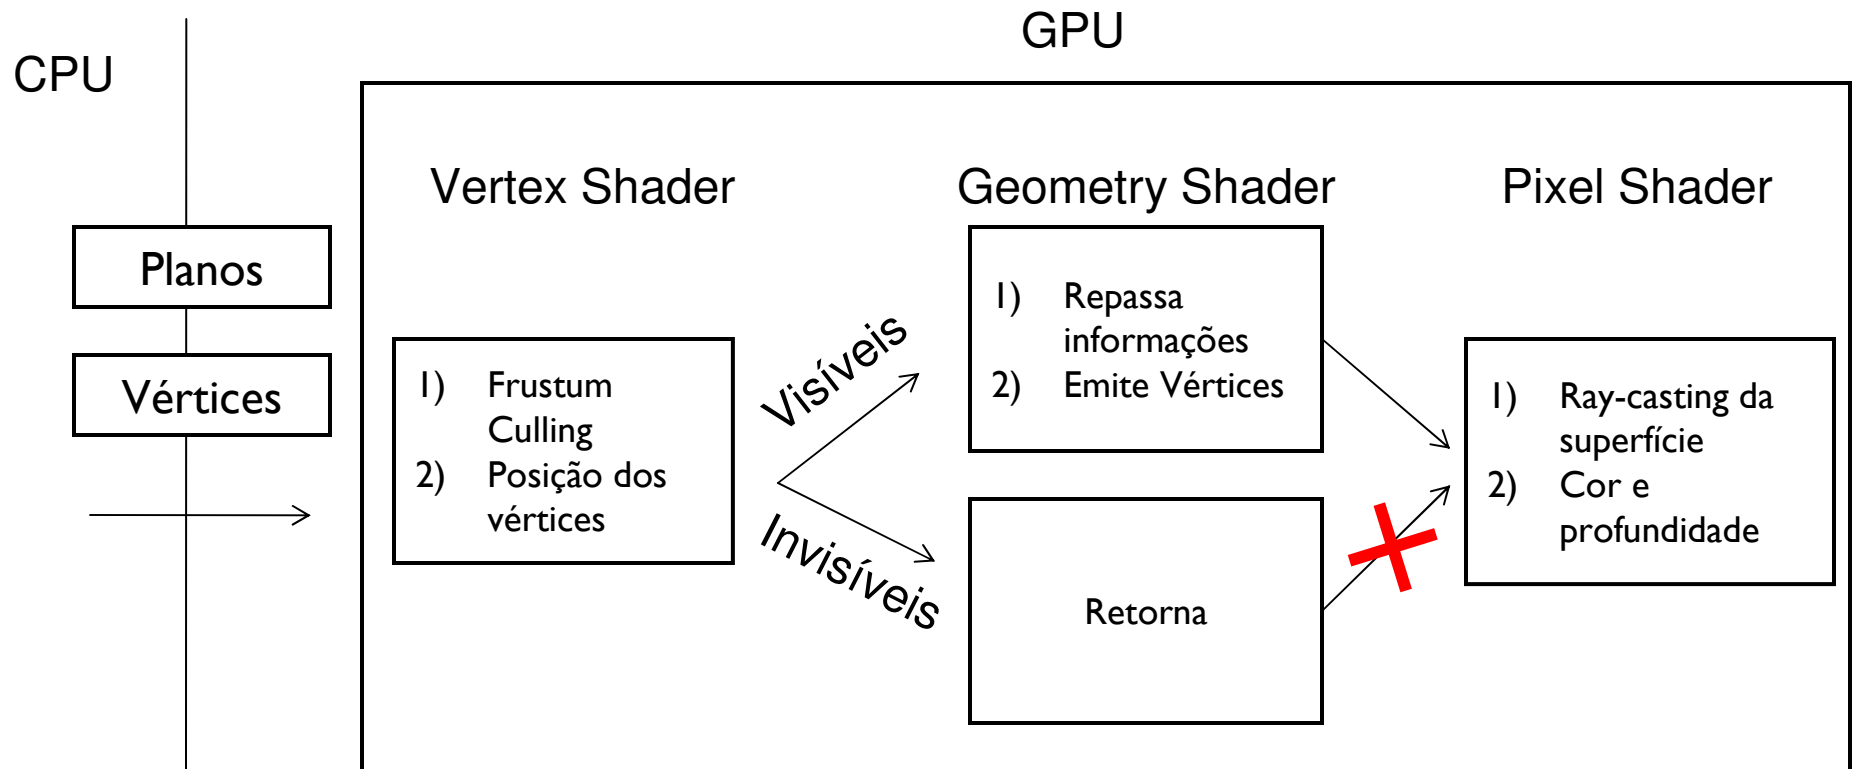 GPU
CPU
Vertex Shader
Geometry Shader
Pixel Shader
Planos
Vértices
1) Frustum
Culling
2) Posição dos
vértices
Visíveis
Invisíveis
1) Repassa
informações
2) Emite Vértices
Retorna
1) Ray-casting da
superfície
2) Cor e
profundidade